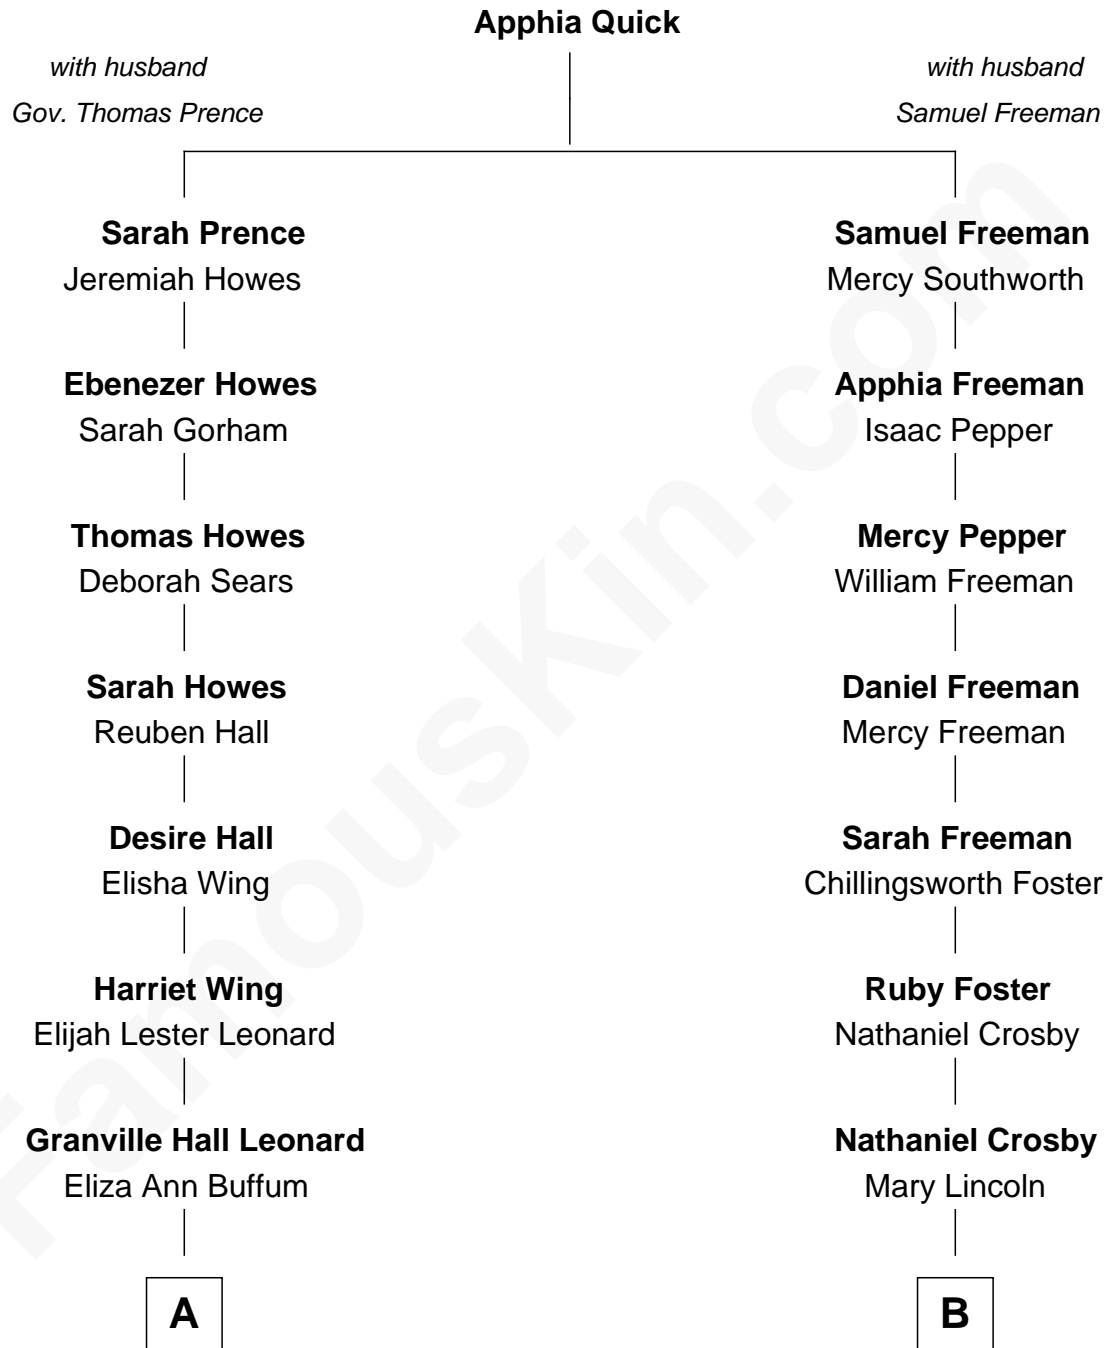 Apphia Quick
with husband
Gov. Thomas Prence
with husband
Samuel Freeman
Sarah Prence
Jeremiah Howes
Samuel Freeman
Mercy Southworth
Ebenezer Howes
Sarah Gorham
Apphia Freeman
Isaac Pepper
Thomas Howes
Deborah Sears
Mercy Pepper
William Freeman
Sarah Howes
Reuben Hall
Daniel Freeman
Mercy Freeman
Desire Hall
Elisha Wing
Sarah Freeman
Chillingsworth Foster
Harriet Wing
Elijah Lester Leonard
Ruby Foster
Nathaniel Crosby
Granville Hall Leonard
Eliza Ann Buffum
Nathaniel Crosby
Mary Lincoln
A
B
FamousKin.com